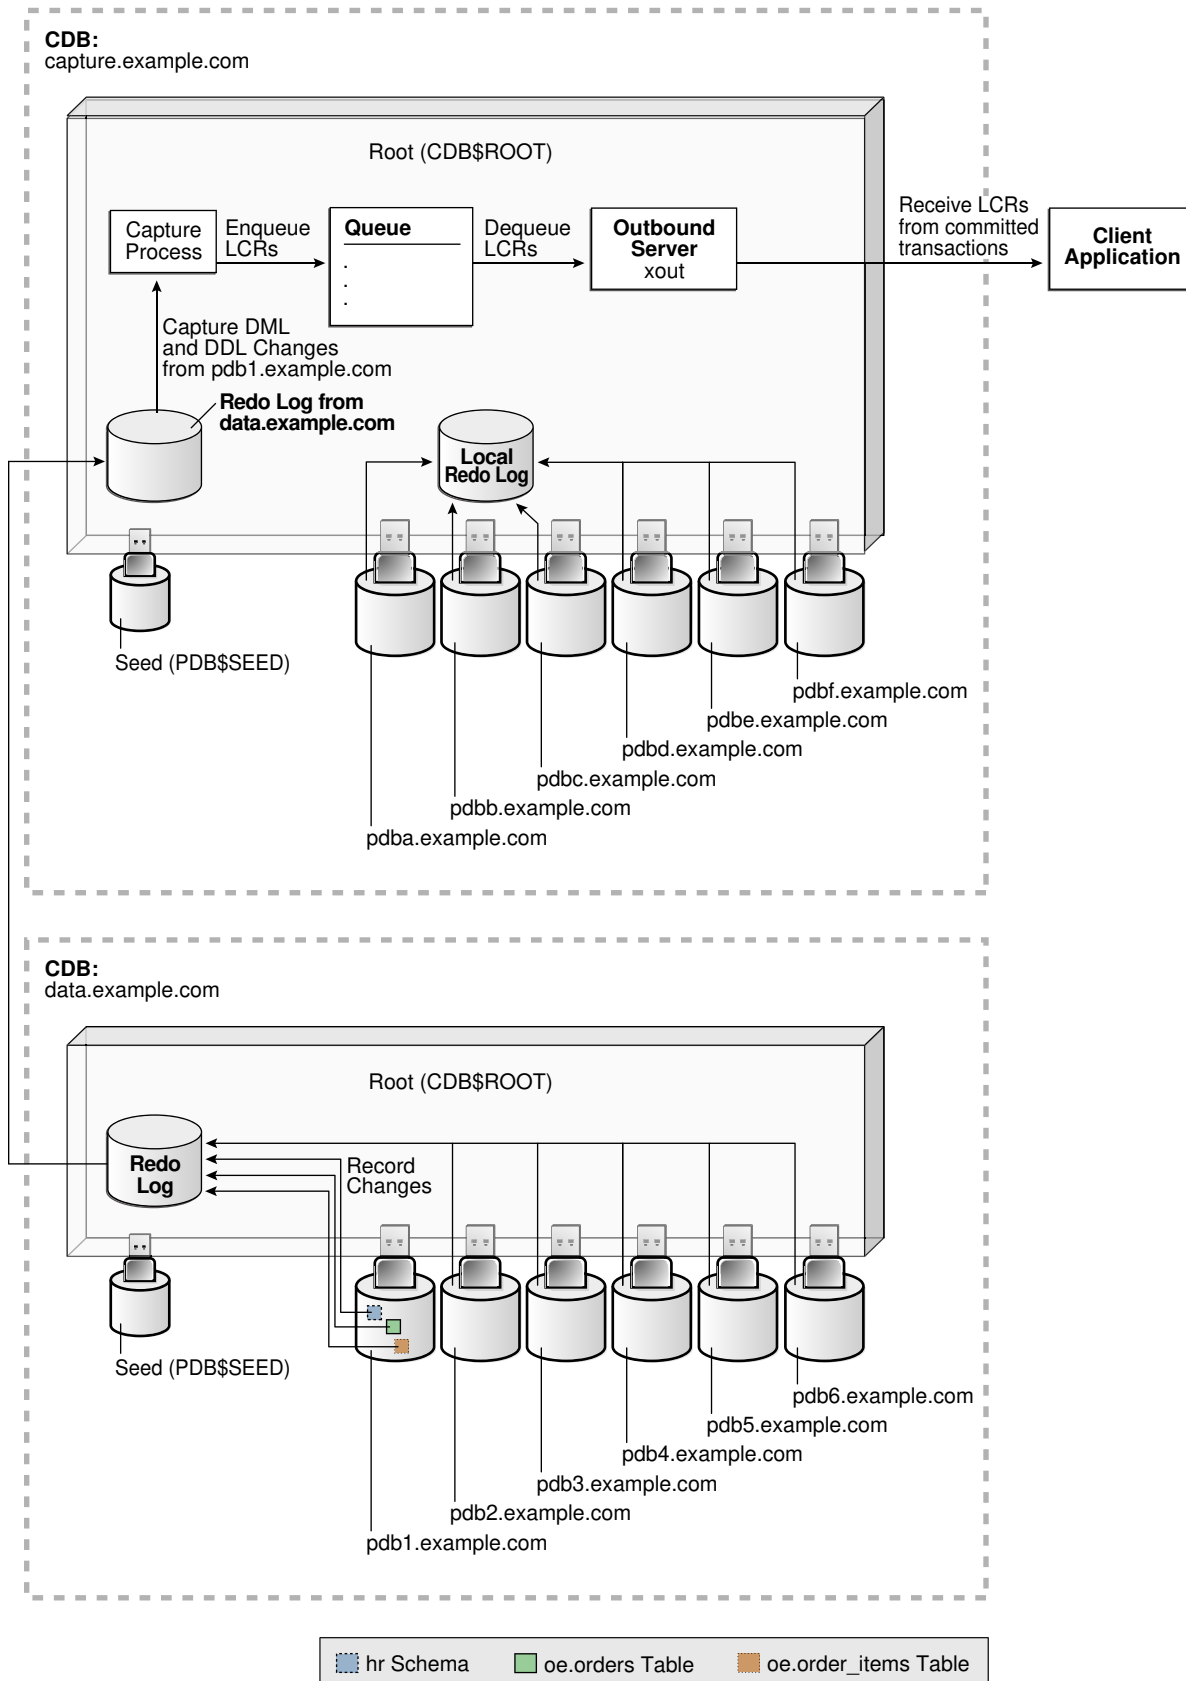 CDB:
capture.example.com
Root (CDB$ROOT)
Capture
Process
Enqueue
LCRs
Queue
.
.
.
Dequeue
LCRs
Outbound
Server
xout
Receive LCRs
from committed
transactions
Client
Application
Capture DML
and DDL Changes
from pdb1.example.com
Redo Log from
data.example.com
Local
Redo Log
Seed (PDB$SEED)
pdbf.example.com
pdbe.example.com
pdbd.example.com
pdbc.example.com
pdbb.example.com
pdba.example.com
CDB:
data.example.com
Root (CDB$ROOT)
Redo
Log
Record
Changes
Seed (PDB$SEED)
pdb6.example.com
pdb5.example.com
pdb4.example.com
pdb3.example.com
pdb2.example.com
pdb1.example.com
hr Schema
oe.orders Table
oe.order_items Table